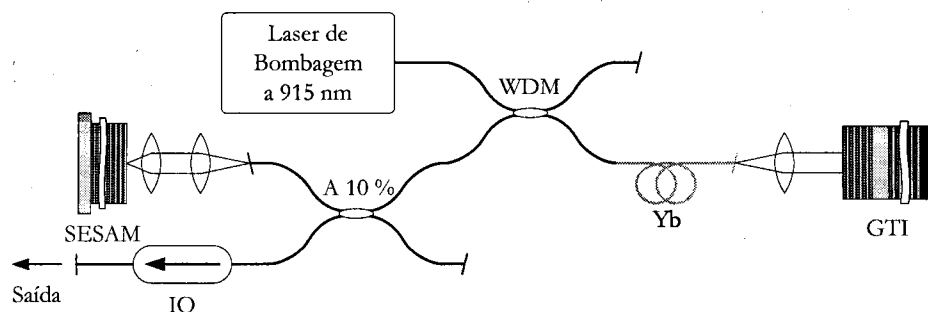 Laser de
Bombagem
a 915 nm
WDM
A 10 %
SESAM
Yb
GTI
Saída
IO